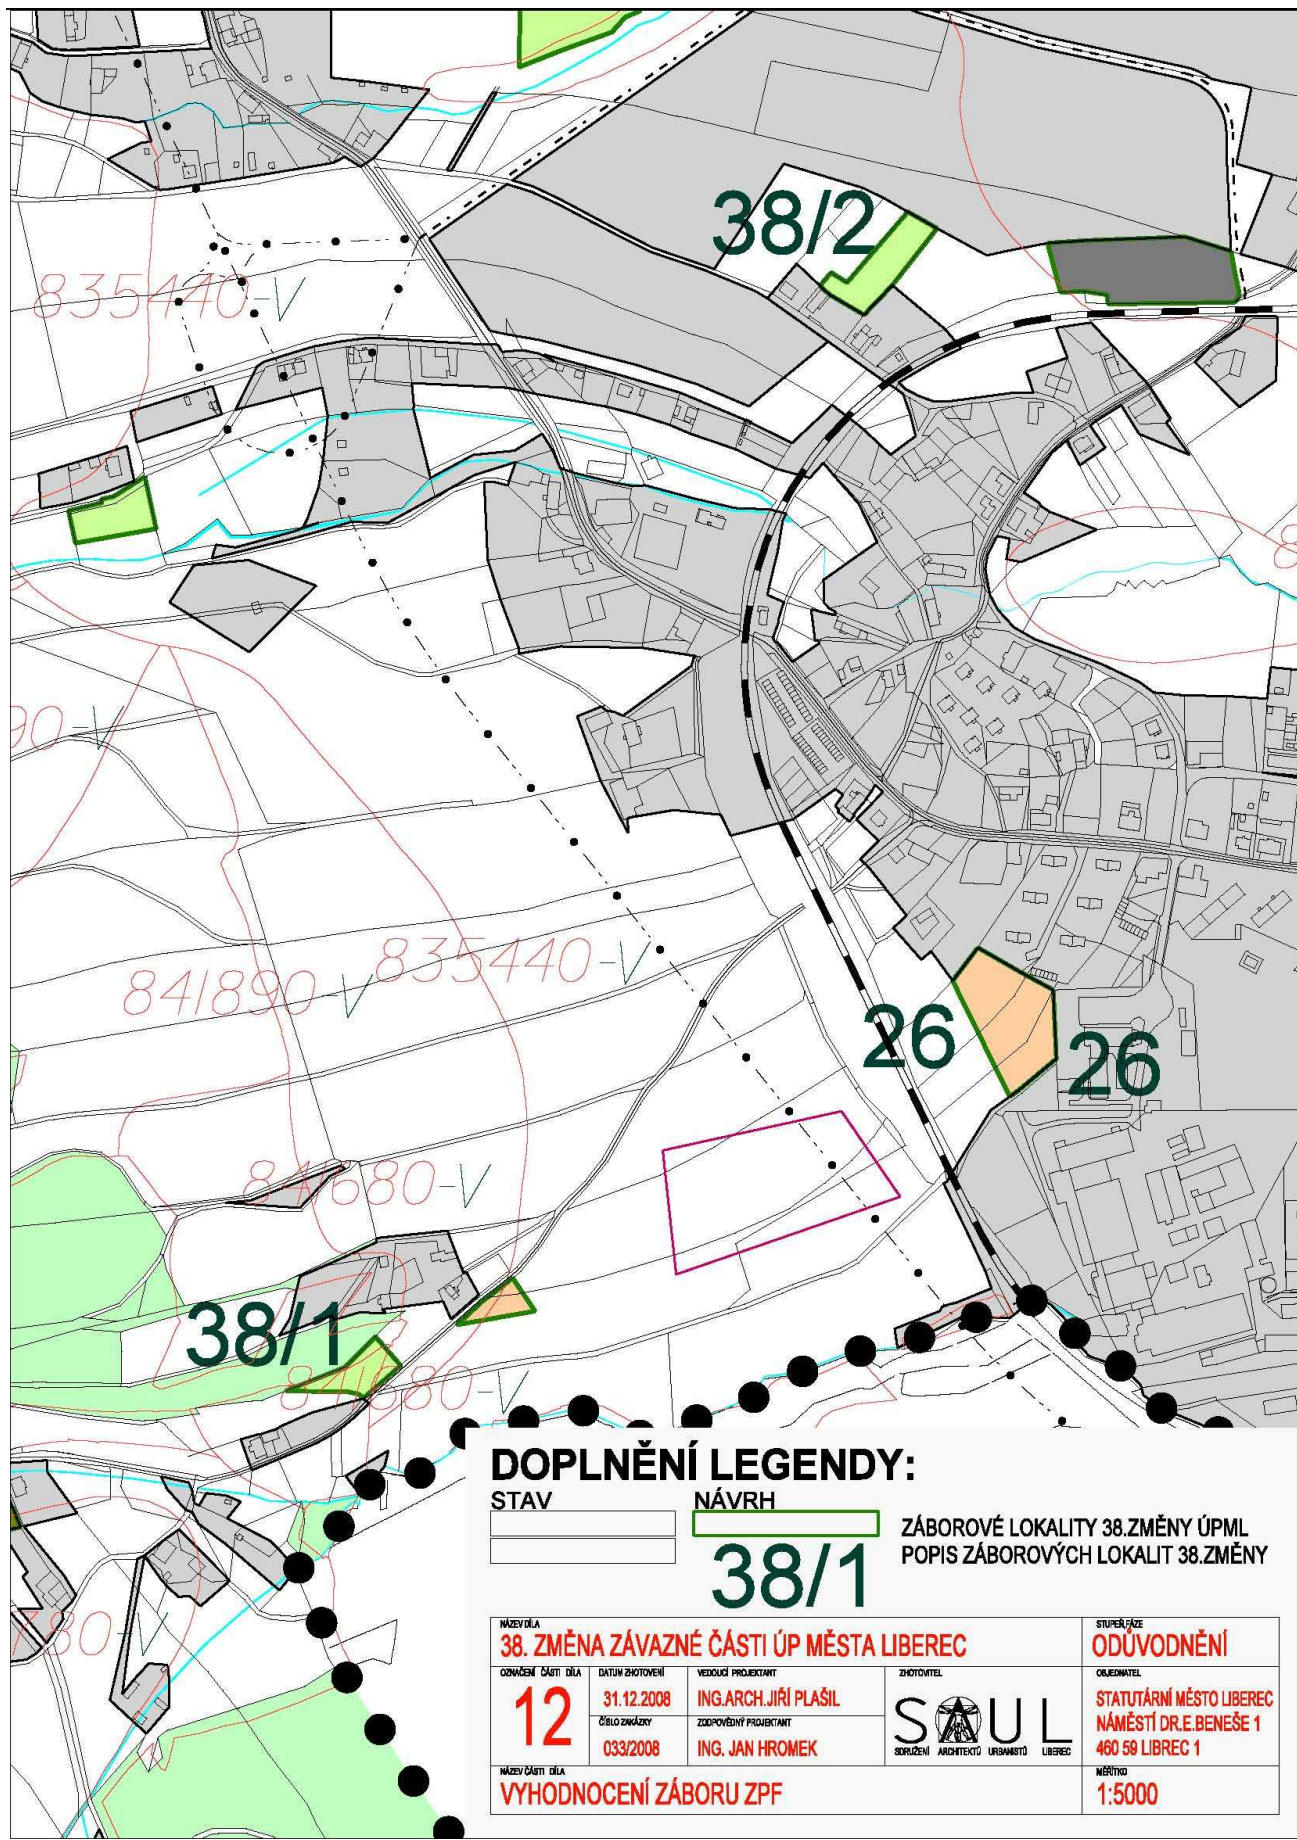 38/2
835440-V
8
90-V
835440-V
841890-V
26
26
841680-V
38/1
841680-V
780-V
DOPLNĚNÍ LEGENDY:
STAV NÁVRH
ZÁBOROVÉ LOKALITY 38.ZMĚNY ÚPML
POPIS ZÁBOROVÝCH LOKALIT 38.ZMĚNY
38/1
NÁZEV DÍLA
38. ZMĚNA ZÁVAZNÉ ČÁSTI ÚP MĚSTA LIBEREC
STUPEŇ,FÁZE
ODŮVODNĚNÍ
OZNAČENÍ ČÁSTI DÍLA
12
DATUM ZHOTOVENÍ
31.12.2008
ČÍSLO ZAKÁZKY
033/2008
VEDOUCÍ PROJEKTANT
ING.ARCH.JIŘÍ PLAŠIL
ZODPOVĚDNÝ PROJEKTANT
ING. JAN HROMEK
ZHOTOVITEL
SAUL
SDRUŽENÍ ARCHITEKTŮ URBANISTŮ LIBEREC
OBJEDNATEL
STATUTÁRNÍ MĚSTO LIBEREC
NÁMĚSTÍ DR.E.BENEŠE 1
460 59 LIBREC 1
NÁZEV ČÁSTI DÍLA
VYHODNOCENÍ ZÁBORU ZPF
MĚŘÍTKO
1:5000